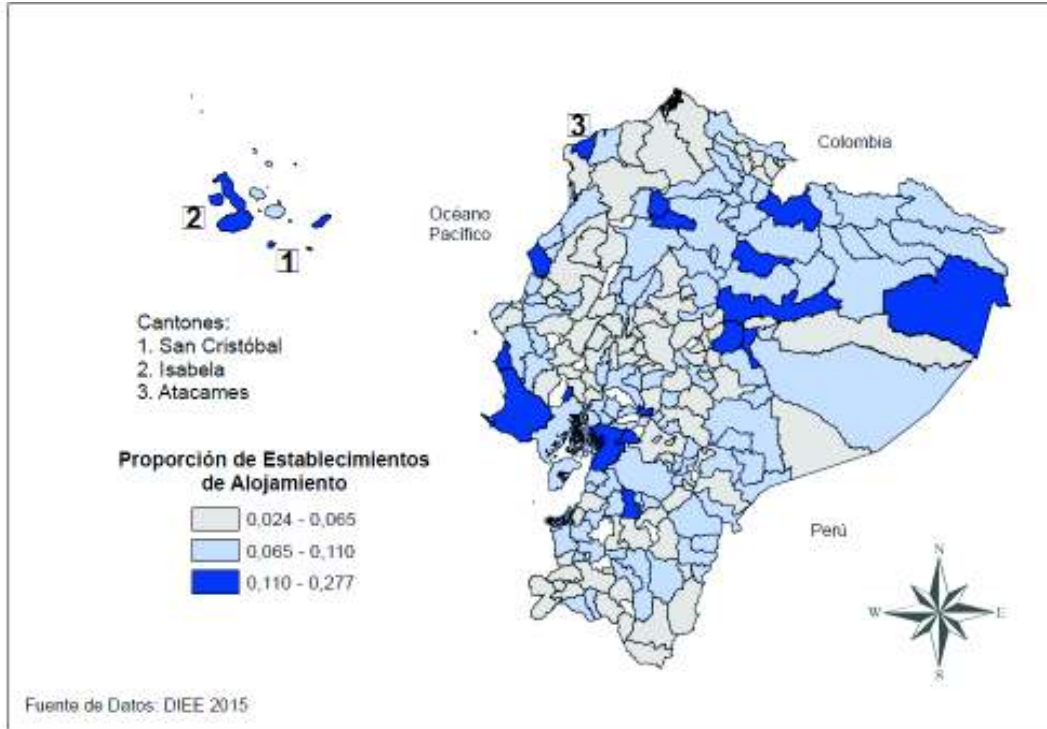 3
Colombia
2
Océano
Pacífico
1
Cantones:
1. San Cristóbal
2. Isabela
3. Atacames
Proporción de Establecimientos
de Alojamiento
0,024 - 0,065
0,065 - 0,110
0,110 - 0,277
Perú
N
W
E
S
Fuente de Datos: DIEE 2015